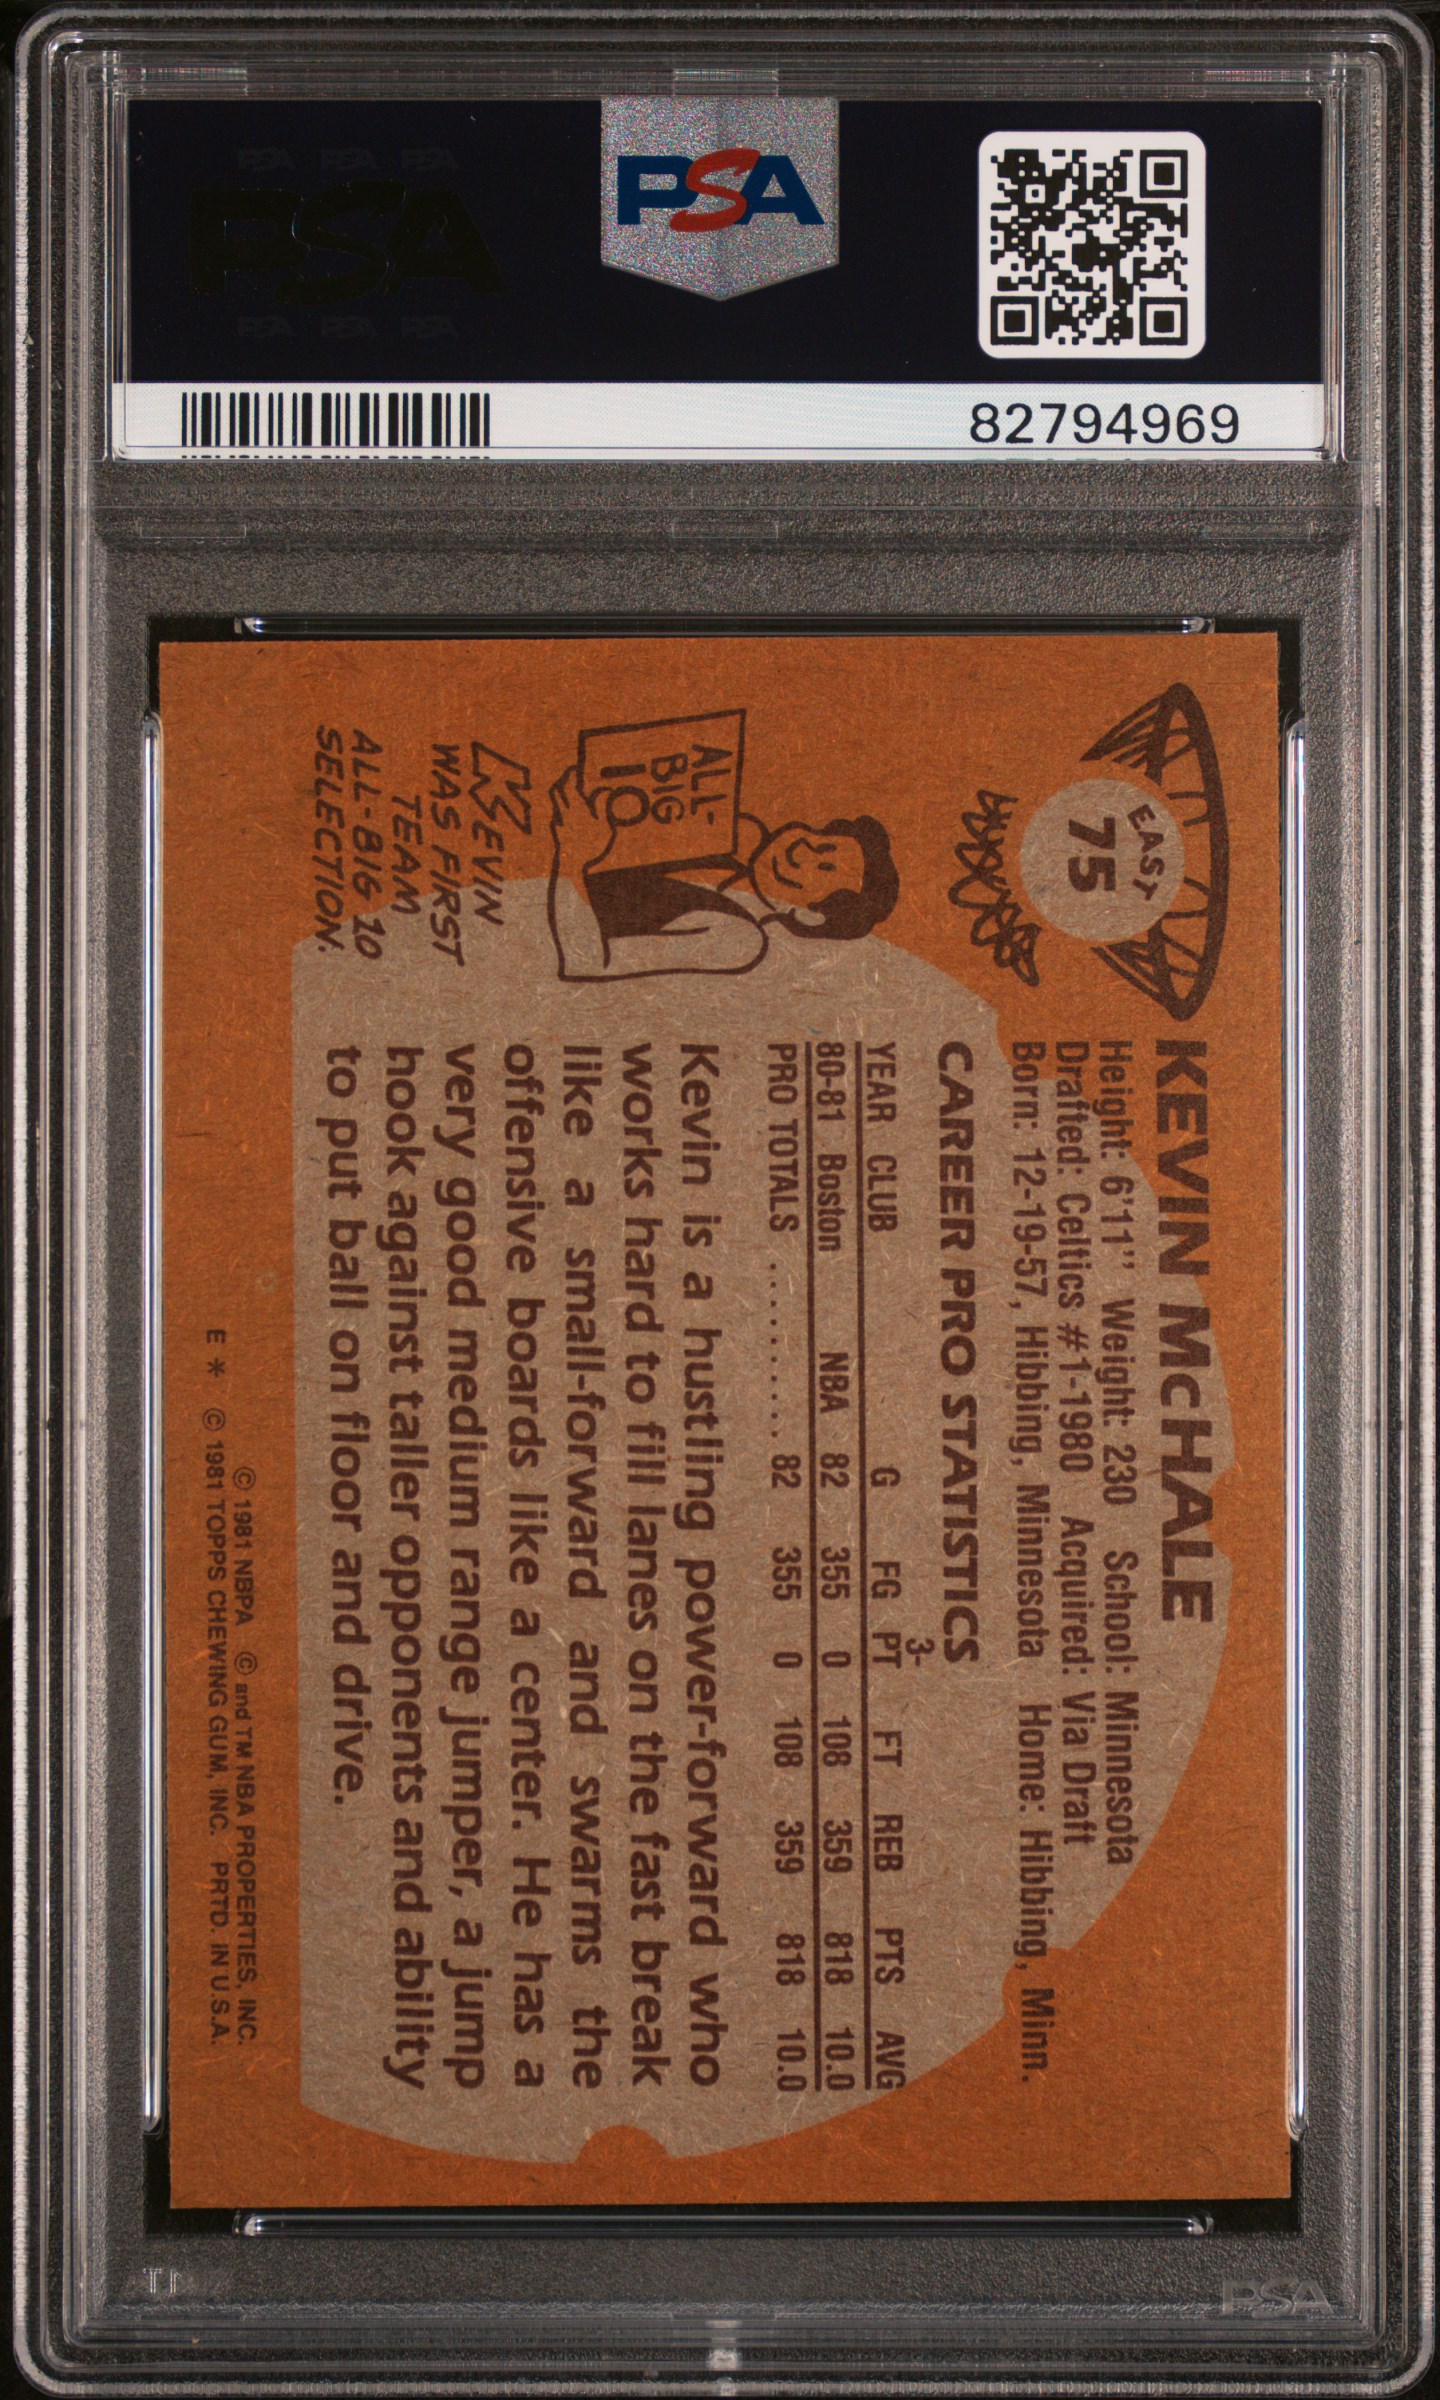 PSA
PSA PSA PSA
PSA
PSA PSA PSA
82794969
EAST
75
KEVIN McHALE
Height: 6'11" Weight: 230 School: Minnesota
Drafted: Celtics #1-1980 Acquired: Via Draft
Born: 12-19-57, Hibbing, Minnesota Home: Hibbing, Minn.
CAREER PRO STATISTICS
3-
YEAR CLUB G FG PT FT REB PTS AVG
80-81 Boston NBA 82 355 0 108 359 818 10.0
PRO TOTALS ......... 82 355 0 108 359 818 10.0
Kevin is a hustling power-forward who
works hard to fill lanes on the fast break
like a small-forward and swarms the
offensive boards like a center. He has a
very good medium range jumper, a jump
hook against taller opponents and ability
to put ball on floor and drive.
ALL-
BIG
10
KEVIN
WAS FIRST
TEAM
ALL-BIG 10
SELECTION.
© 1981 NBPA © and TM NBA PROPERTIES, INC.
E * © 1981 TOPPS CHEWING GUM, INC. PRTD. IN U.S.A.
PSA